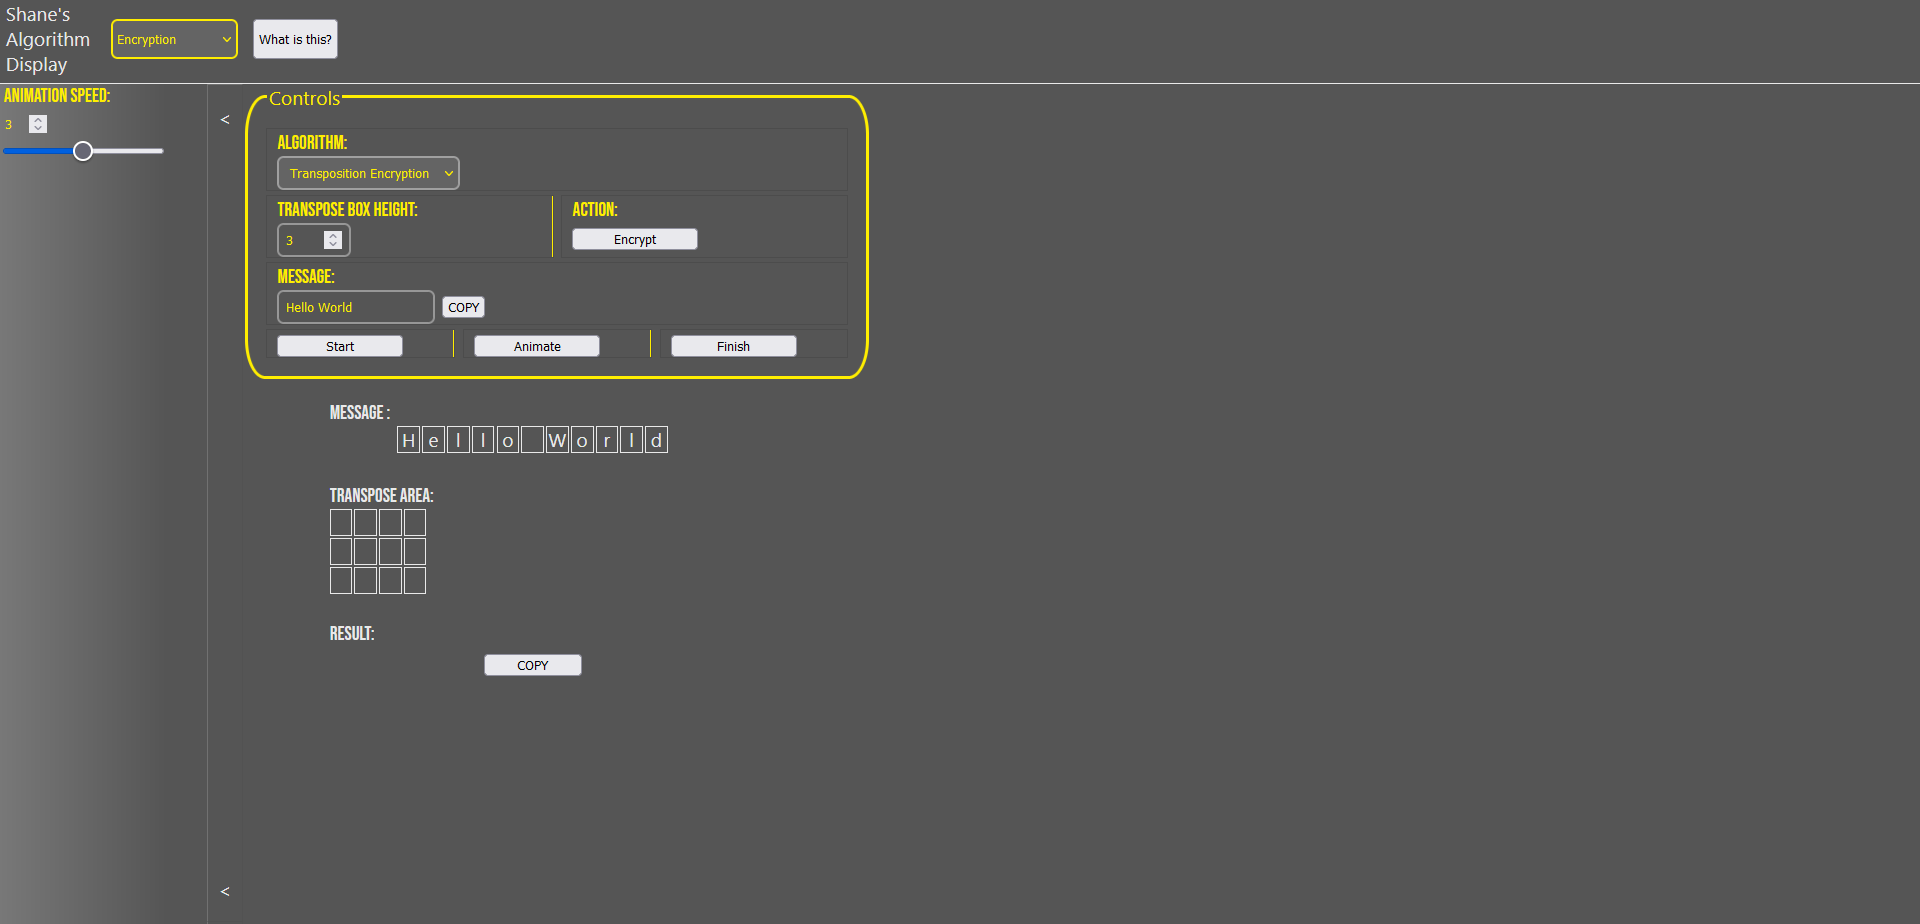 Shane's
Algorithm
Display
Encryption
What is this?
ANIMATION SPEED:
3
<
Controls
ALGORITHM:
Transposition Encryption
TRANSPOSE BOX HEIGHT:
3
ACTION:
Encrypt
MESSAGE:
Hello World
COPY
Start
Animate
Finish
MESSAGE :
H e l l o W o r l d
TRANSPOSE AREA:
RESULT:
COPY
<